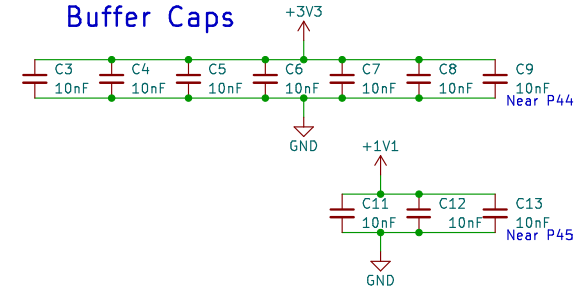 Buffer Caps
+3V3
C3 C4 C5 C6 C7 C8 C9
10nF 10nF 10nF 10nF 10nF 10nF 10nF
Near P44
GND
+1V1
C11 C12 C13
10nF 10nF 10nF
Near P45
GND